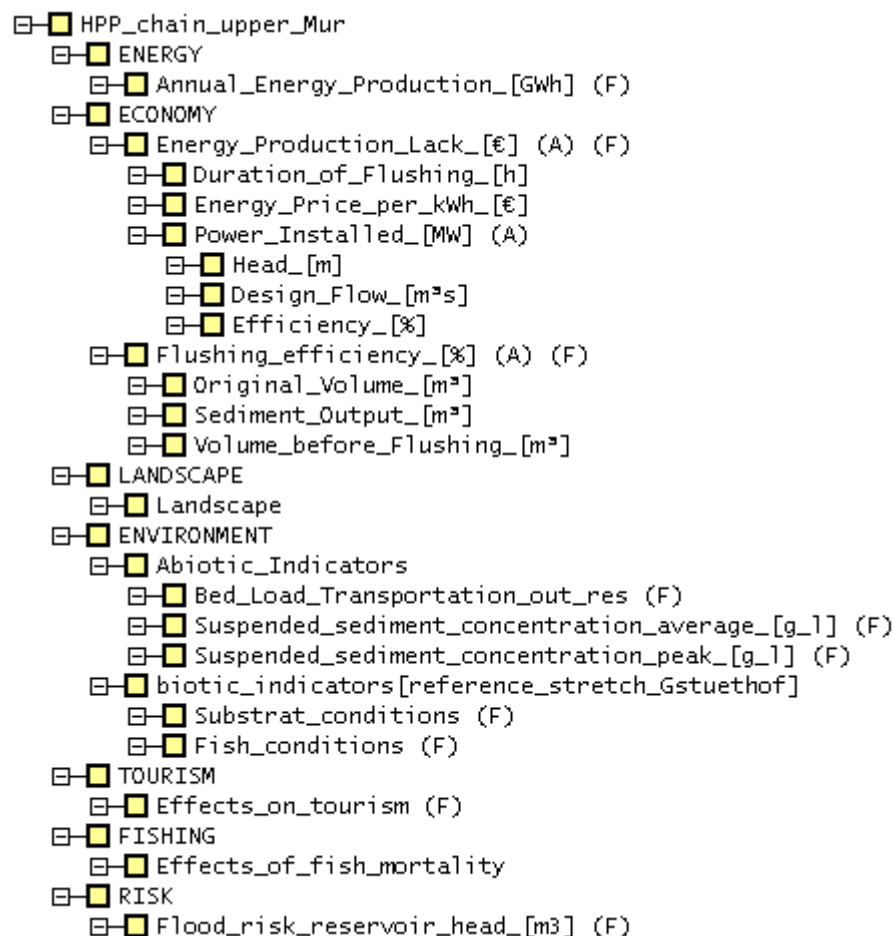 HPP_chain_upper_Mur
ENERGY
Annual_Energy_Production_[GWh] (F)
ECONOMY
Energy_Production_Lack_[€] (A) (F)
Duration_of_Flushing_[h]
Energy_Price_per_kWh_[€]
Power_Installed_[MW] (A)
Head_[m]
Design_Flow_[m³s]
Efficiency_[%]
Flushing_efficiency_[%] (A) (F)
Original_Volume_[m³]
Sediment_Output_[m³]
Volume_before_Flushing_[m³]
LANDSCAPE
Landscape
ENVIRONMENT
Abiotic_Indicators
Bed_Load_Transportation_out_res (F)
Suspended_sediment_concentration_average_[g_l] (F)
Suspended_sediment_concentration_peak_[g_l] (F)
biotic_indicators[reference_stretch_Gstuethof]
Substrat_conditions (F)
Fish_conditions (F)
TOURISM
Effects_on_tourism (F)
FISHING
Effects_of_fish_mortality
RISK
Flood_risk_reservoir_head_[m3] (F)